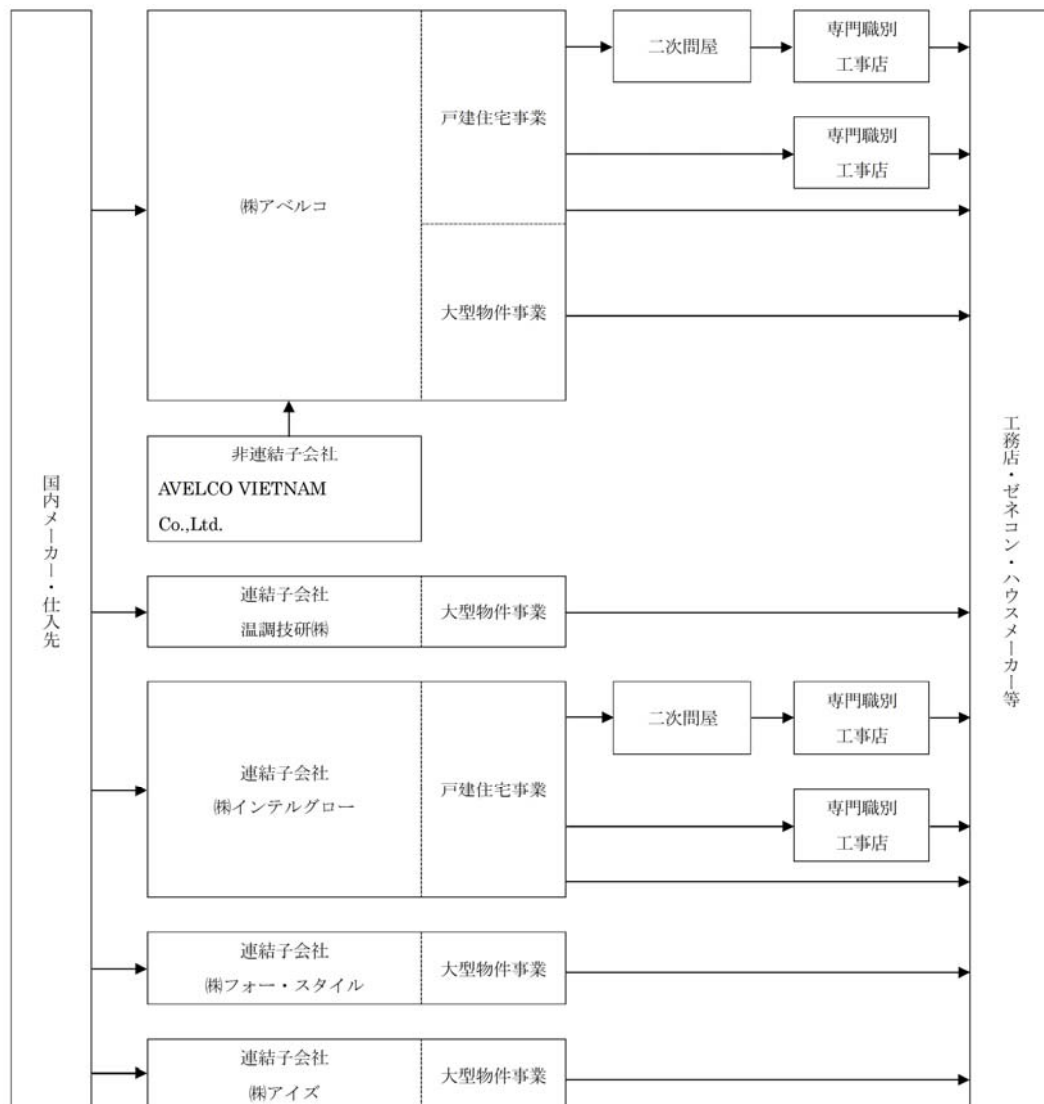 国内メーカー・仕入先
㈱アベルコ
戸建住宅事業
大型物件事業
二次問屋
専門職別
工事店
専門職別
工事店
非連結子会社
AVELCO VIETNAM
Co.,Ltd.
連結子会社
温調技研㈱
大型物件事業
連結子会社
㈱インテルグロー
戸建住宅事業
二次問屋
専門職別
工事店
専門職別
工事店
連結子会社
㈱フォー・スタイル
大型物件事業
連結子会社
㈱アイズ
大型物件事業
工務店・ゼネコン・ハウスメーカー等